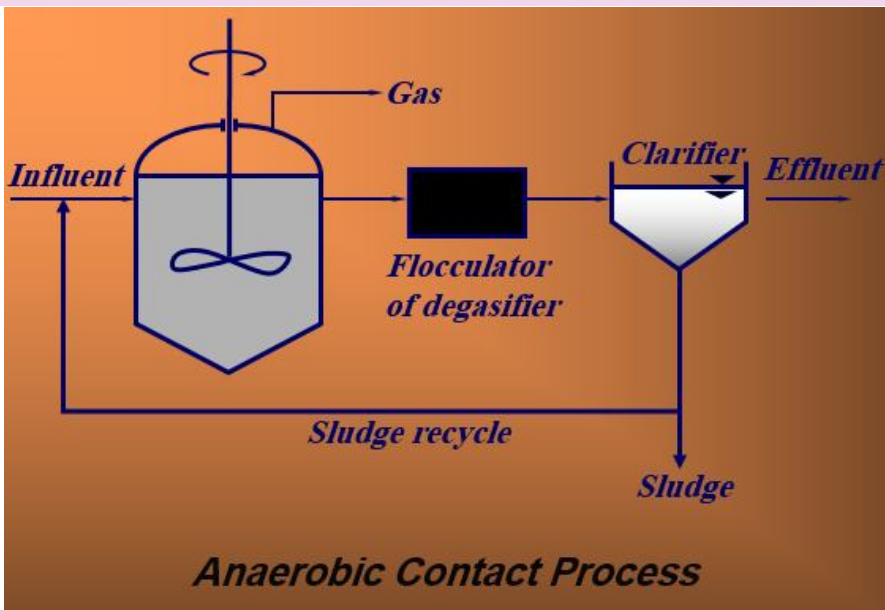 Gas
Influent
Clarifier
Effluent
Flocculator
of degasifier
Sludge recycle
Sludge
Anaerobic Contact Process